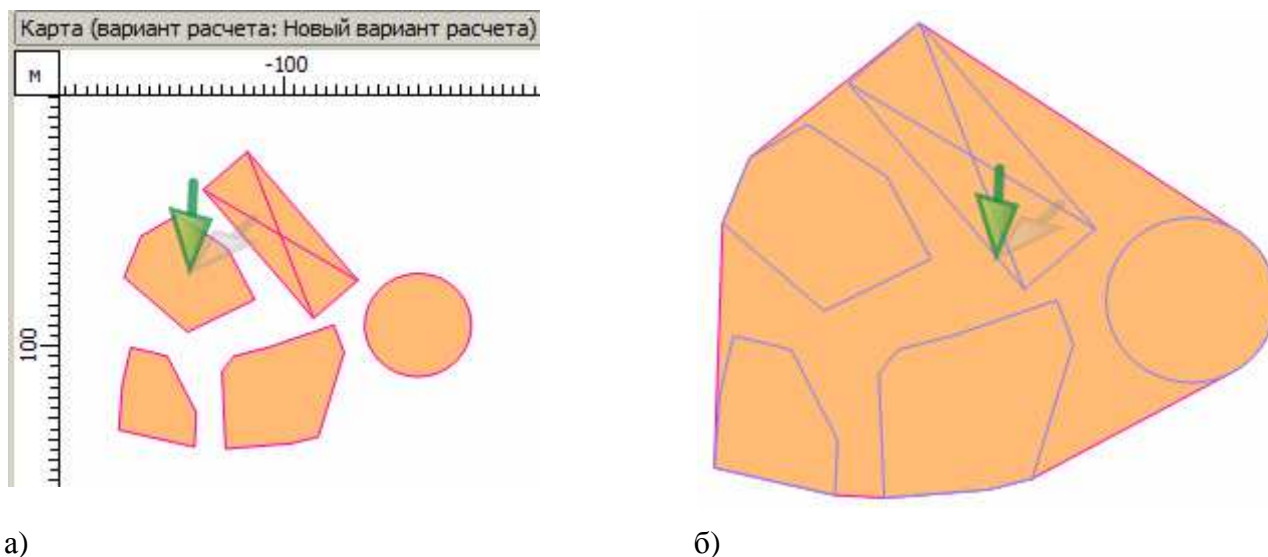 Карта (вариант расчета: Новый вариант расчета)
м
-100
100
а)
б)